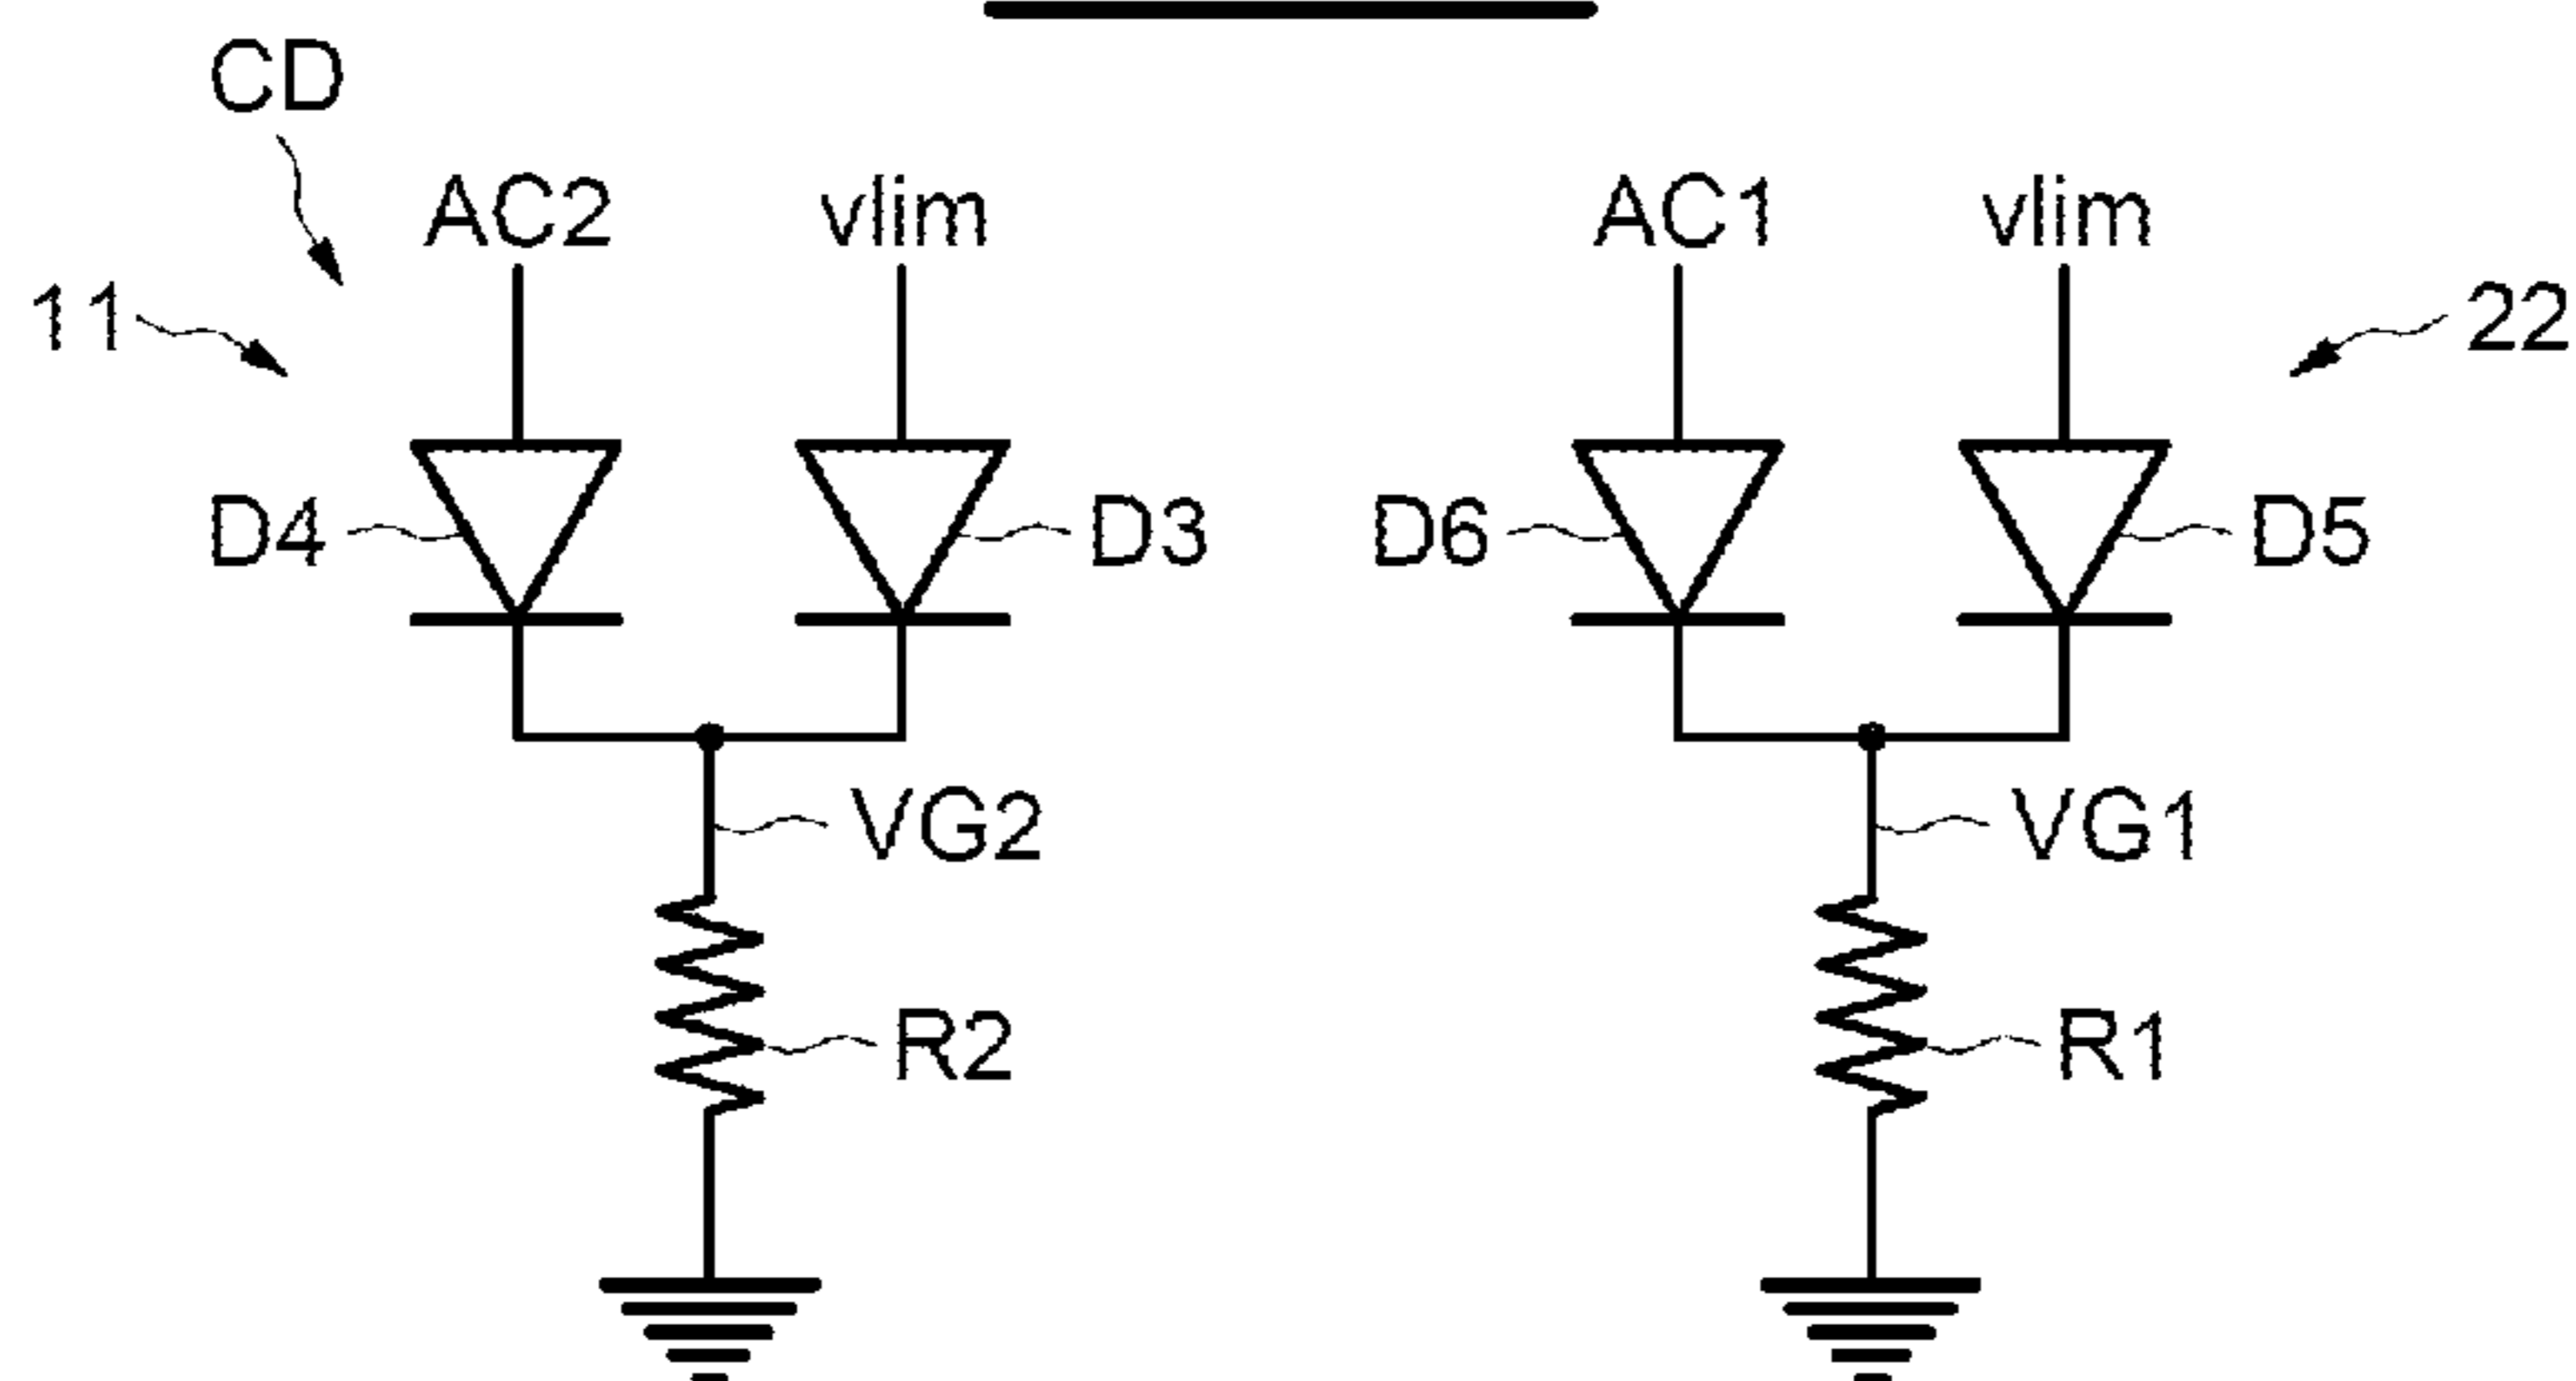 CD
AC2 vlim AC1 vlim
11 22
D4 D3 D6 D5
VG2 VG1
R2 R1